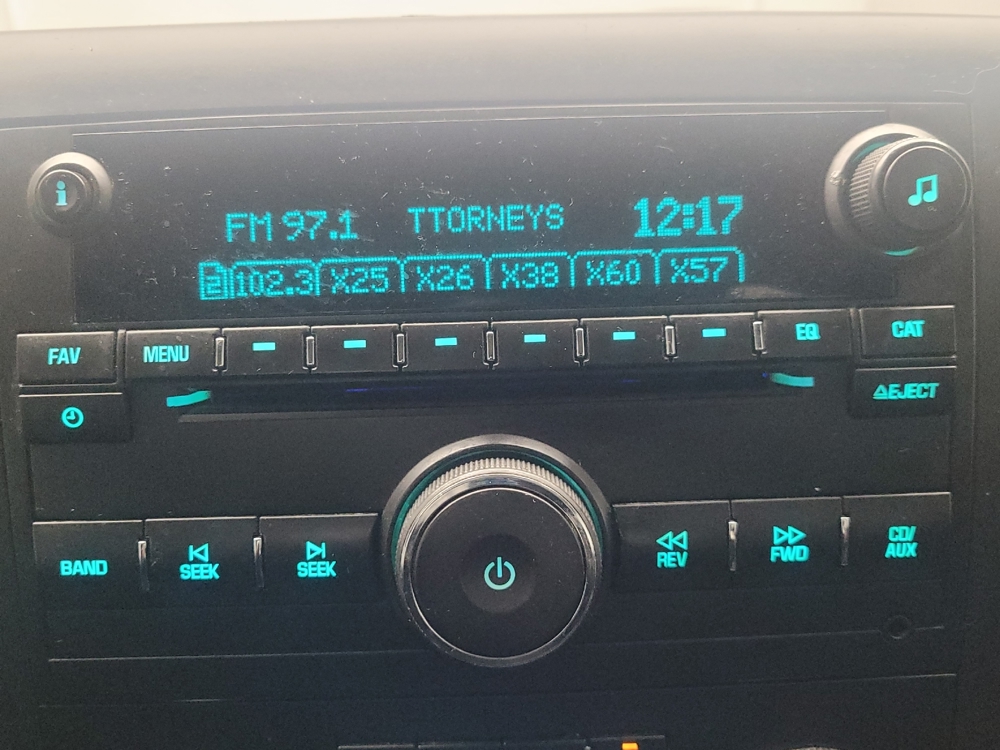 i
FM 97.1 TTORNEYS 12:17
2 102.3 X25 X26 X38 X60 X57
FAV MENU EQ CAT
EJECT
BAND SEEK SEEK REV FWD CD/
AUX